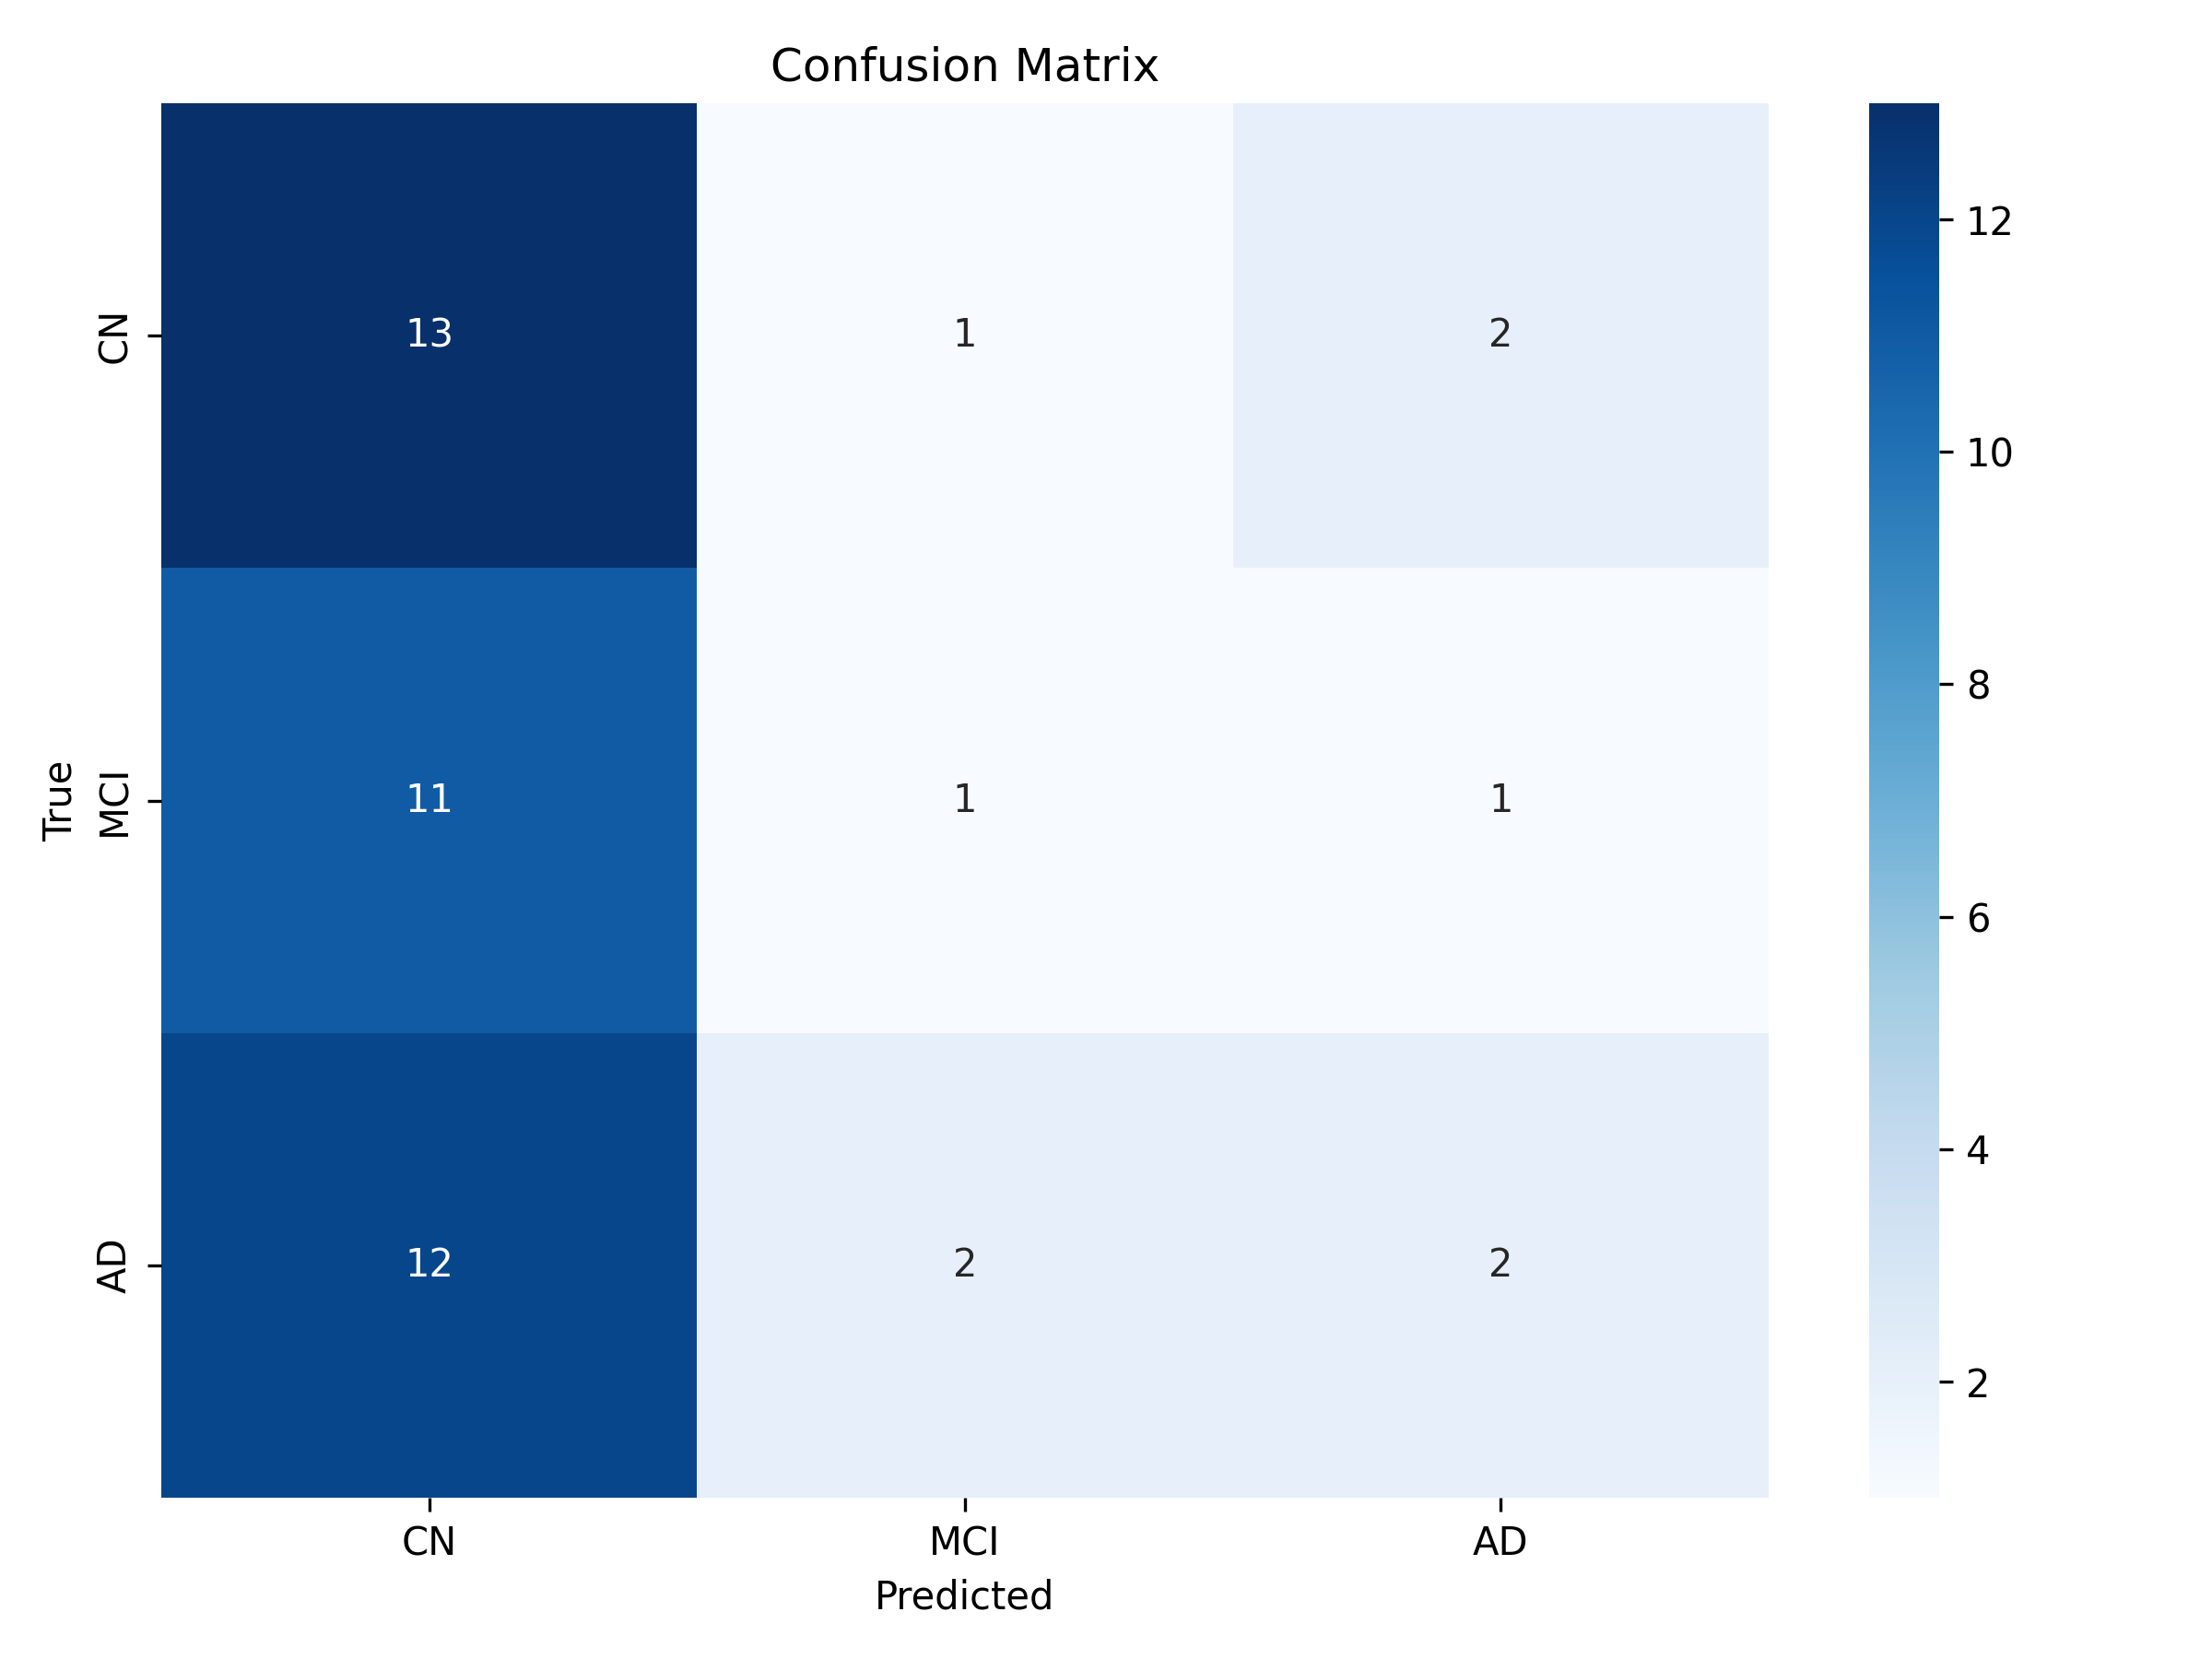 Confusion Matrix
CN 13 1 2
True
MCI 11 1 1
AD 12 2 2
CN MCI AD
Predicted
12
10
8
6
4
2